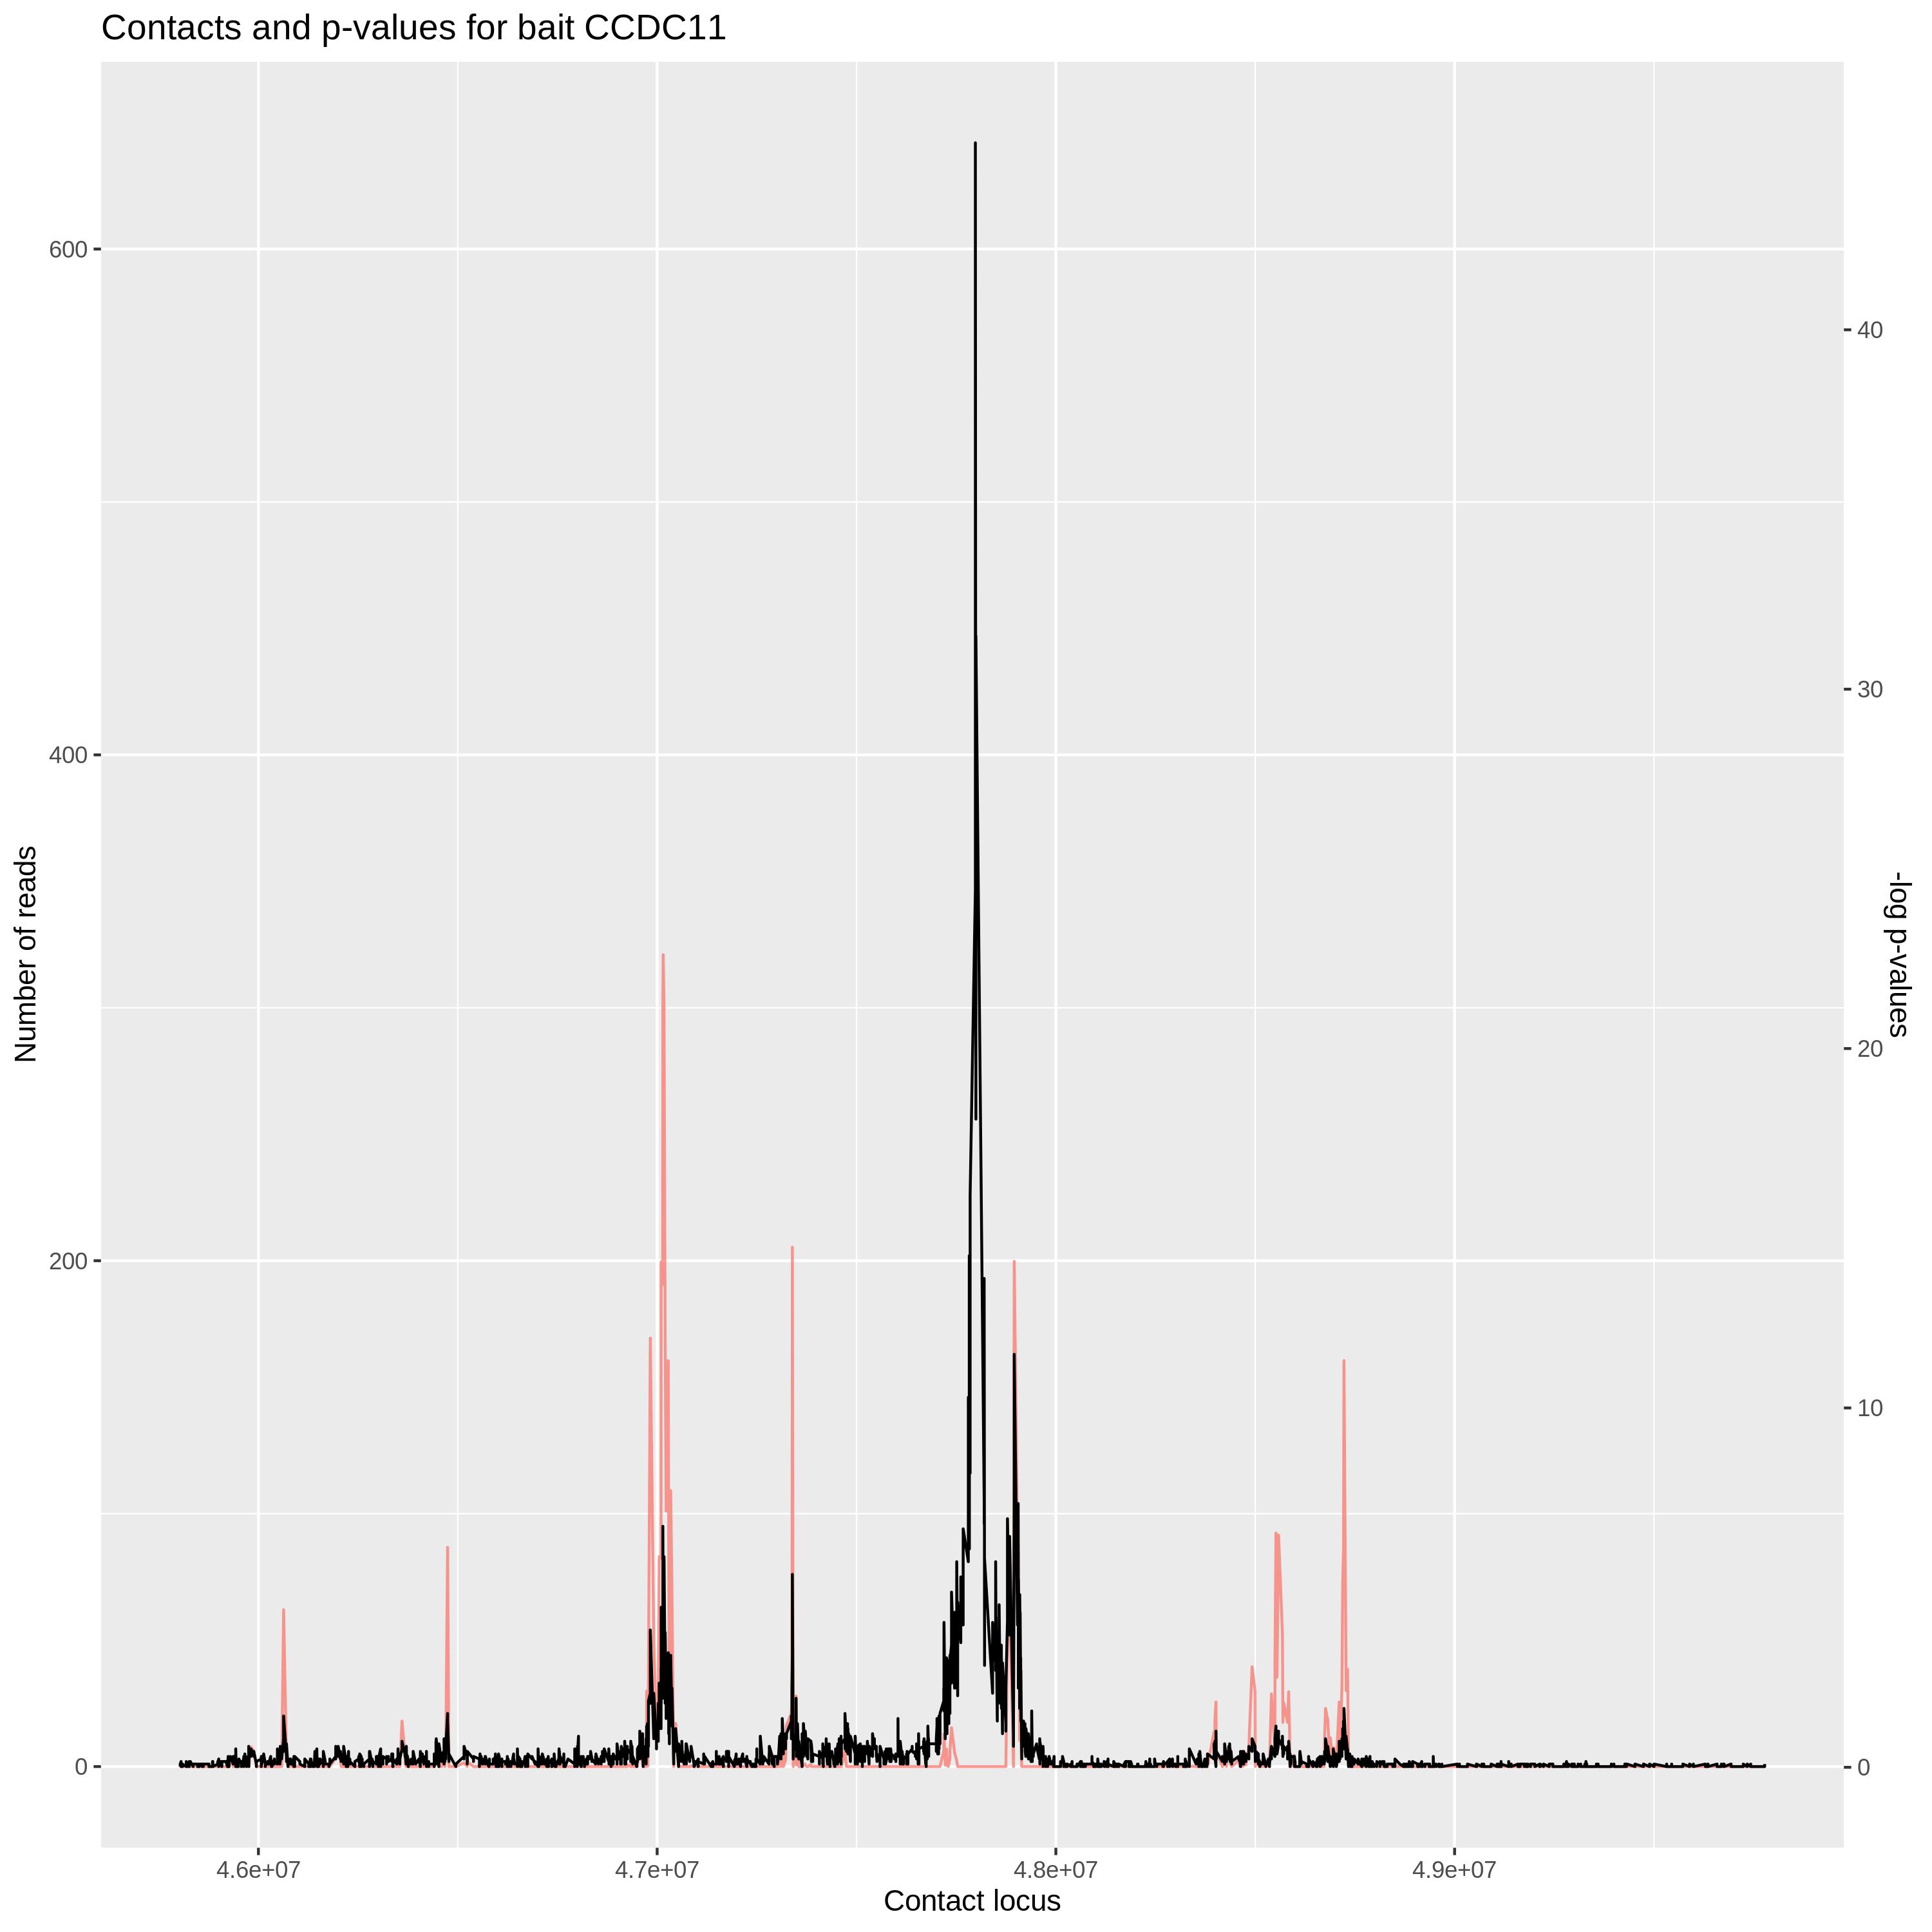 Contacts and p-values for bait CCDC11
600
400
200
0
Number of reads
40
30
20
10
0
-log p-values
4.6e+07
4.7e+07
4.8e+07
4.9e+07
Contact locus